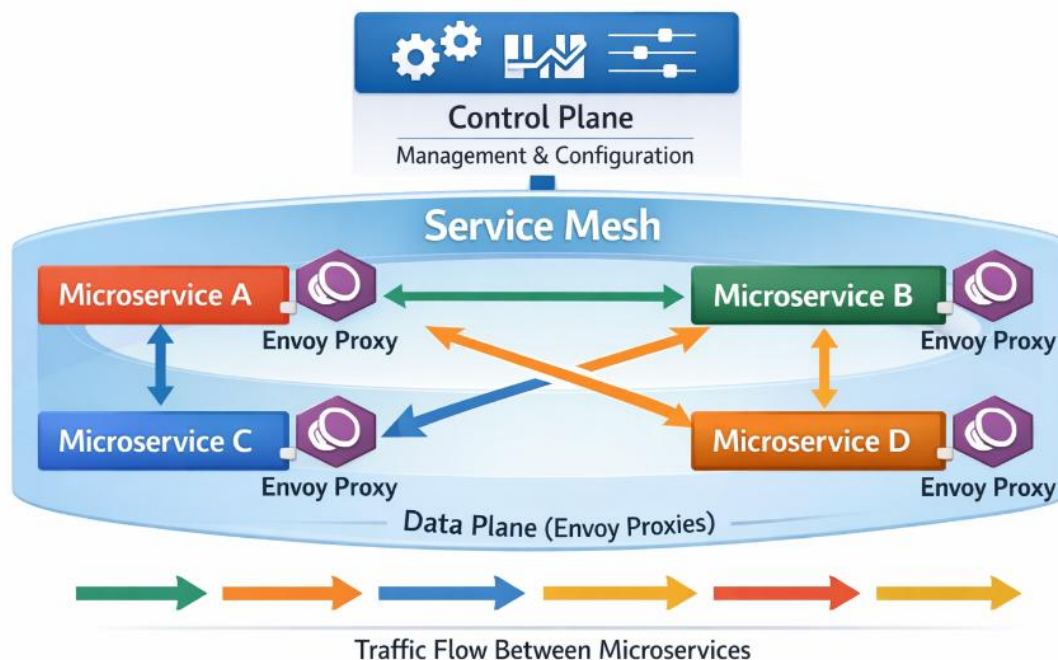 Control Plane
Management & Configuration
Service Mesh
Microservice A
Envoy Proxy
Microservice B
Envoy Proxy
Microservice C
Envoy Proxy
Microservice D
Envoy Proxy
Data Plane (Envoy Proxies)
Traffic Flow Between Microservices